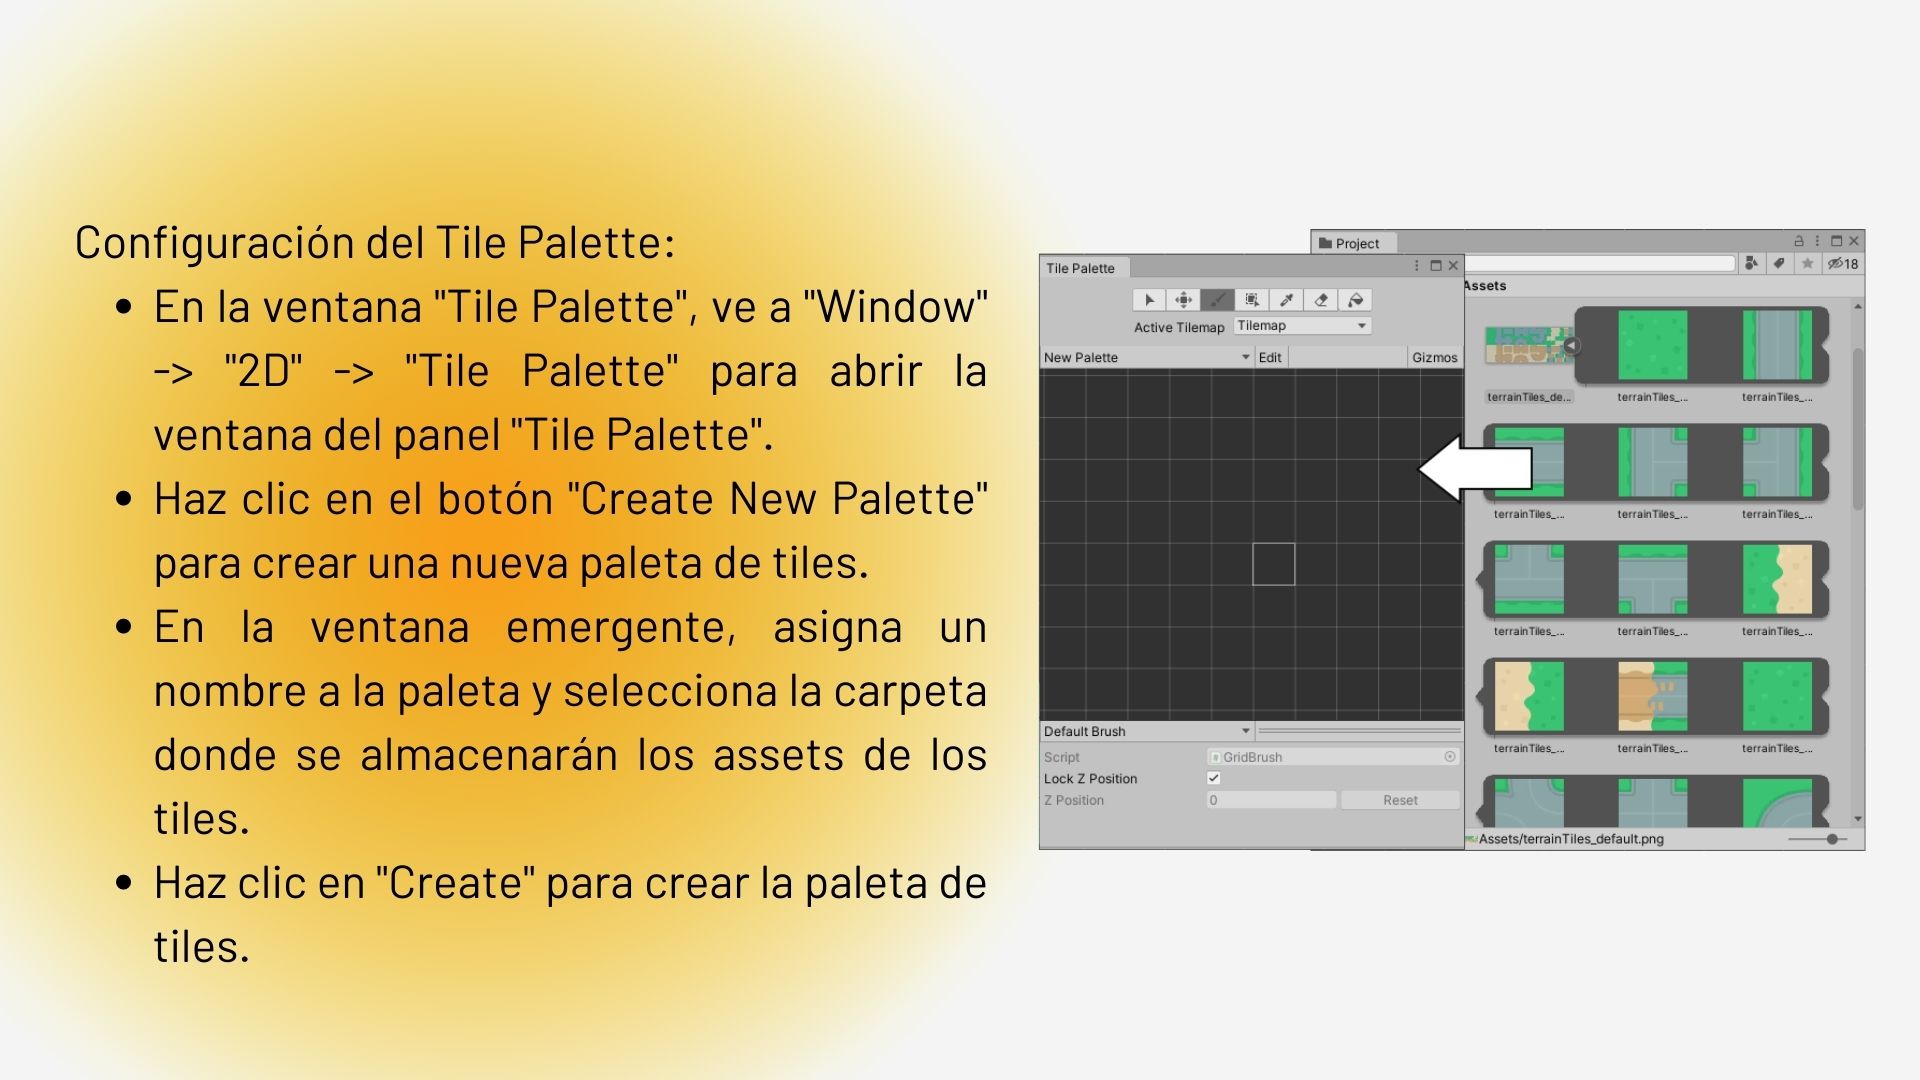 Configuración del Tile Palette:
• En la ventana "Tile Palette", ve a "Window"
-> "2D" -> "Tile Palette" para abrir la
ventana del panel "Tile Palette".
• Haz clic en el botón "Create New Palette"
para crear una nueva paleta de tiles.
• En la ventana emergente, asigna un
nombre a la paleta y selecciona la carpeta
donde se almacenarán los assets de los
tiles.
• Haz clic en "Create" para crear la paleta de
tiles.
Tile Palette
Active Tilemap Tilemap
New Palette Edit Gizmos
Default Brush
Script GridBrush
Lock Z Position
Z Position 0 Reset
Project
18
Assets
terrainTiles_de... terrainTiles_... terrainTiles_...
terrainTiles_... terrainTiles_... terrainTiles_...
terrainTiles_... terrainTiles_... terrainTiles_...
terrainTiles_... terrainTiles_... terrainTiles_...
Assets/terrainTiles_default.png